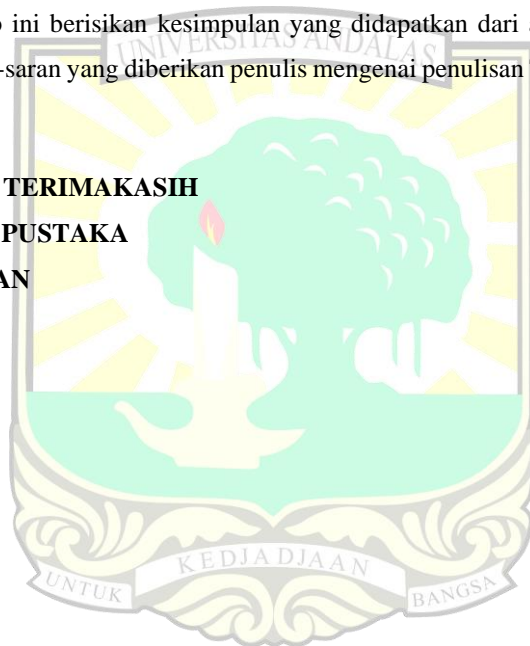 ini berisikan kesimpulan yang didapatkan dari
UNIVERSITAS ANDALAS
-saran yang diberikan penulis mengenai penulisan
TERIMAKASIH
PUSTAKA
AN
KEDJADJAAN
UNTUK
BANGSA